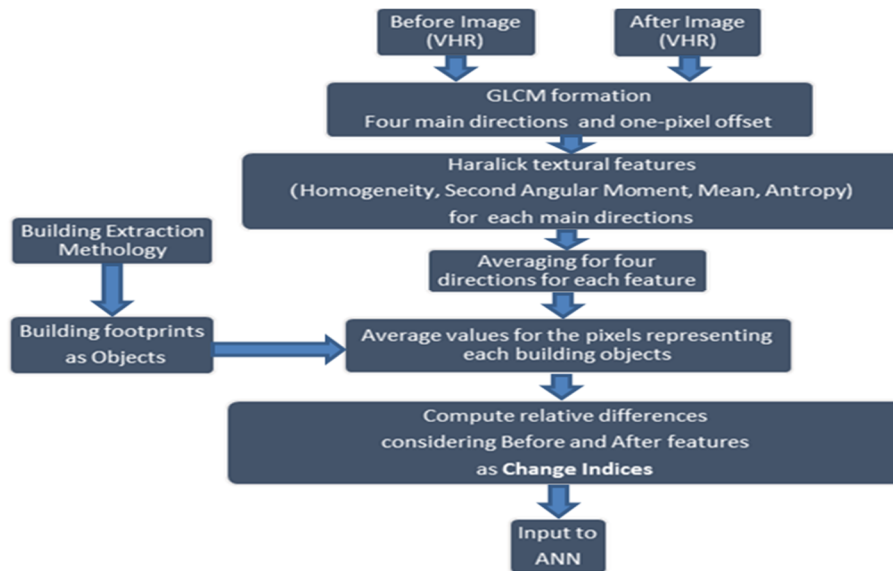 Before Image
(VHR)
After Image
(VHR)
GLCM formation
Four main directions and one-pixel offset
Haralick textural features
(Homogeneity, Second Angular Moment, Mean, Antropy)
for each main directions
Building Extraction
Methology
Averaging for four
directions for each feature
Building footprints
as Objects
Average values for the pixels representing
each building objects
Compute relative differences
considering Before and After features
as Change Indices
Input to
ANN